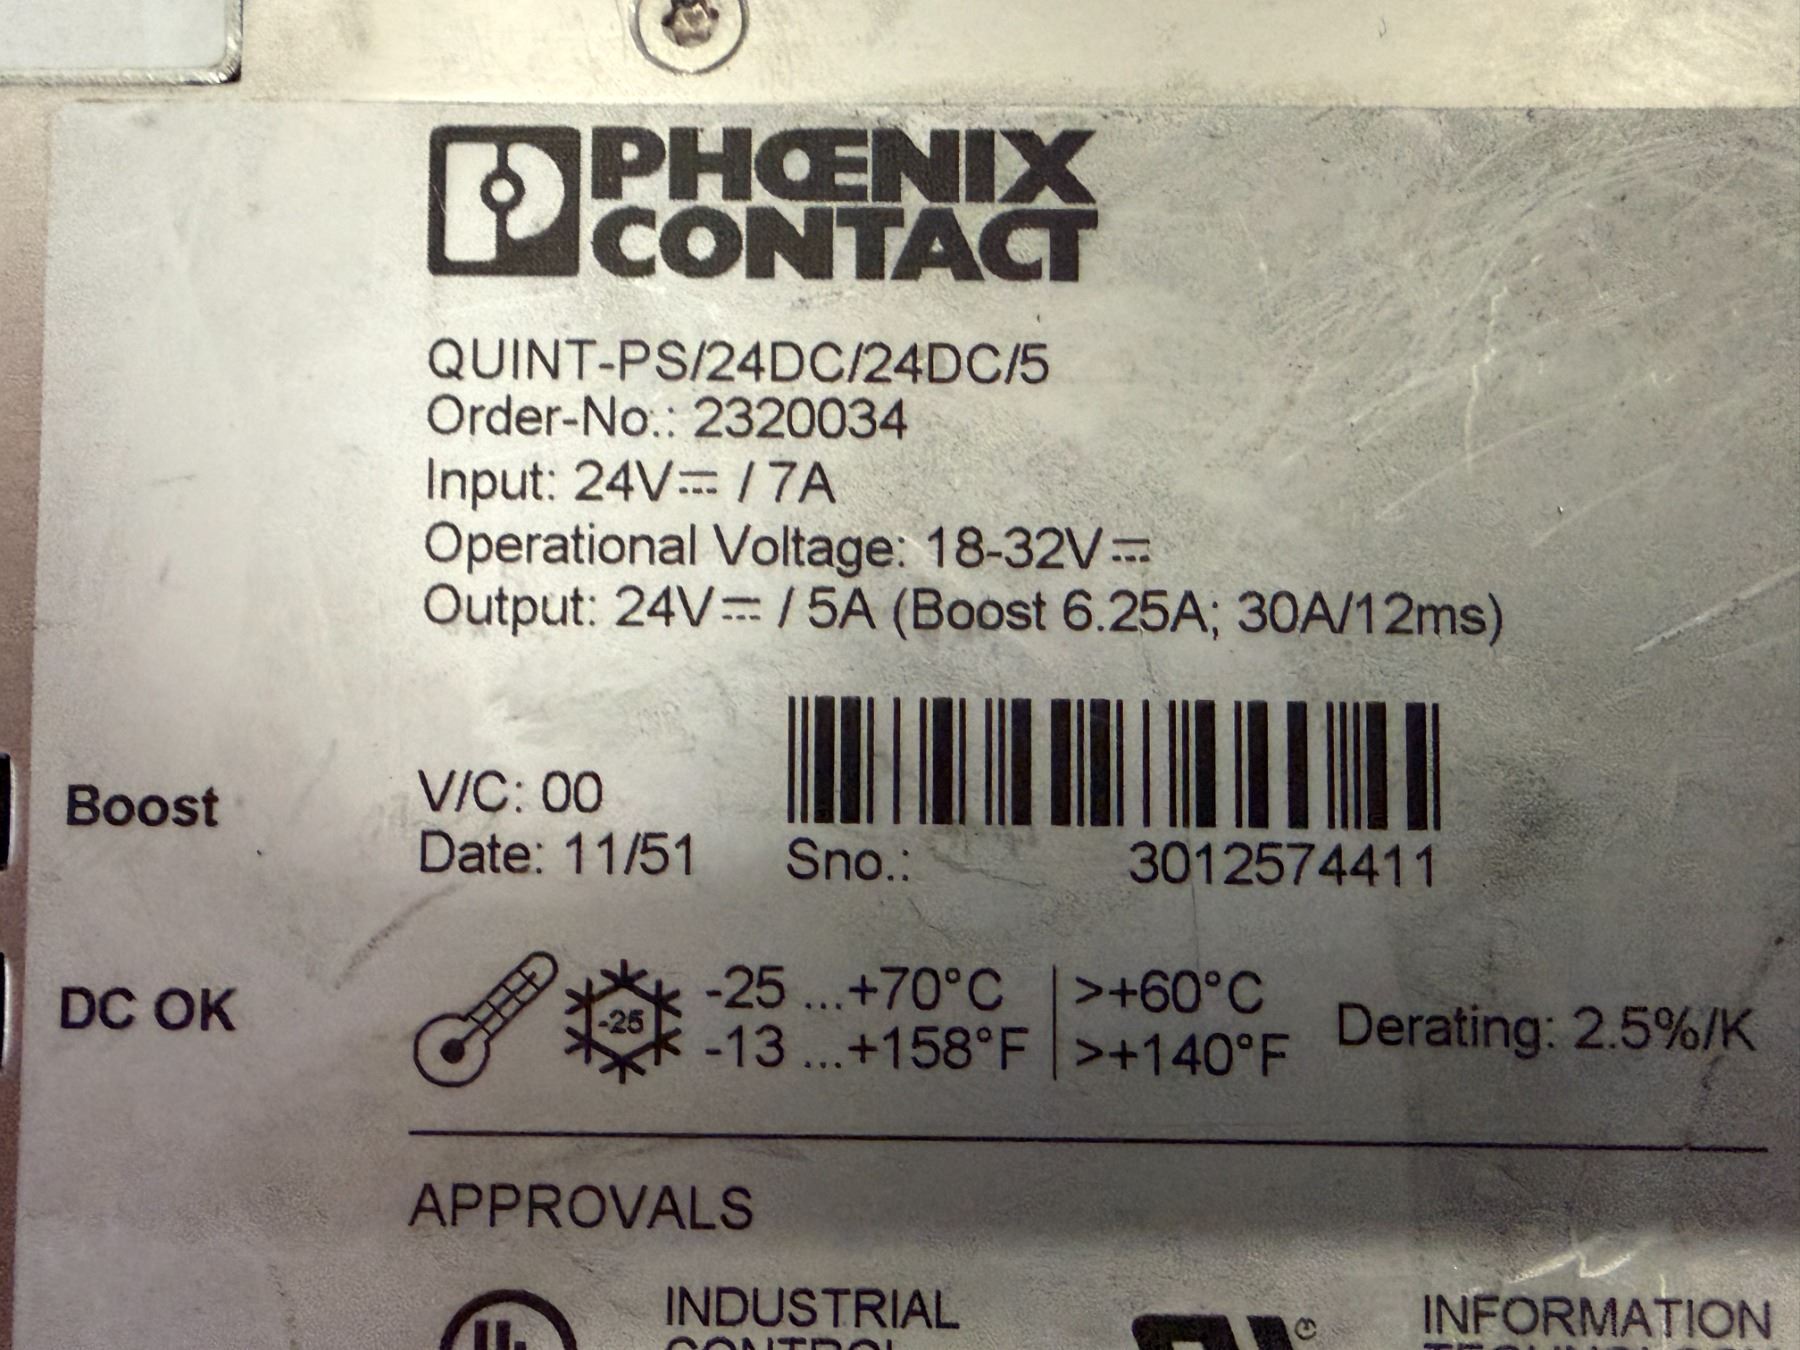 PHŒNIX
CONTACT
QUINT-PS/24DC/24DC/5
Order-No.: 2320034
Input: 24V⎓ / 7A
Operational Voltage: 18-32V⎓
Output: 24V⎓ / 5A (Boost 6.25A; 30A/12ms)
Boost
V/C: 00
Date: 11/51
Sno.: 3012574411
DC OK
-25
-25 ...+70°C
-13 ...+158°F
>+60°C
>+140°F
Derating: 2.5%/K
APPROVALS
INDUSTRIAL
CONTROL
INFORMATION